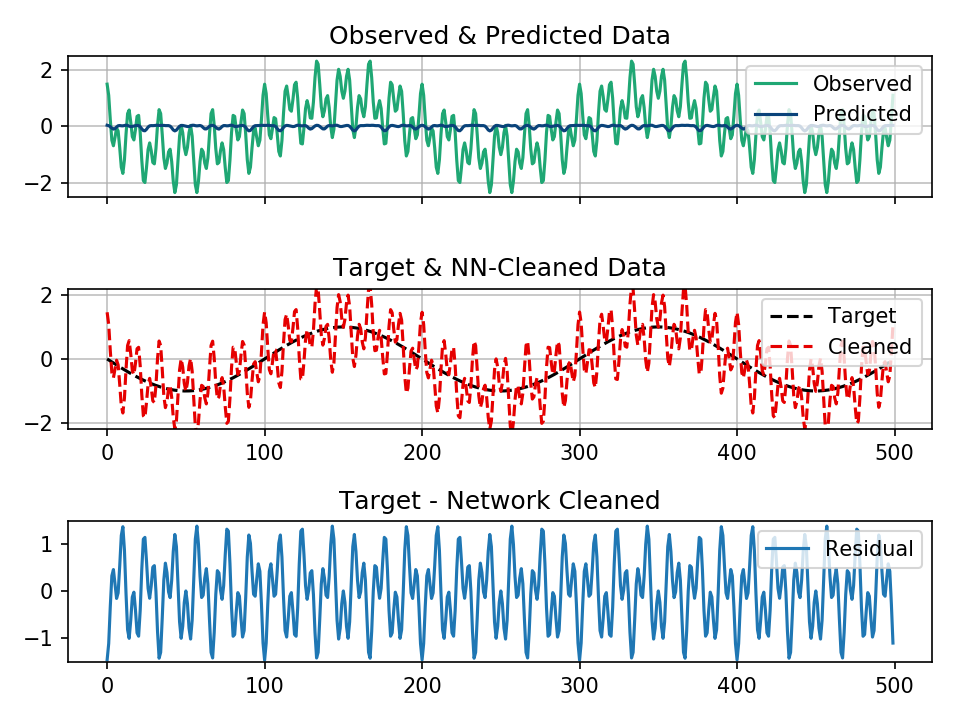 Observed & Predicted Data
2
0
−2
Observed
Predicted
Target & NN-Cleaned Data
2
0
−2
Target
Cleaned
0 100 200 300 400 500
Target - Network Cleaned
1
0
−1
Residual
0 100 200 300 400 500